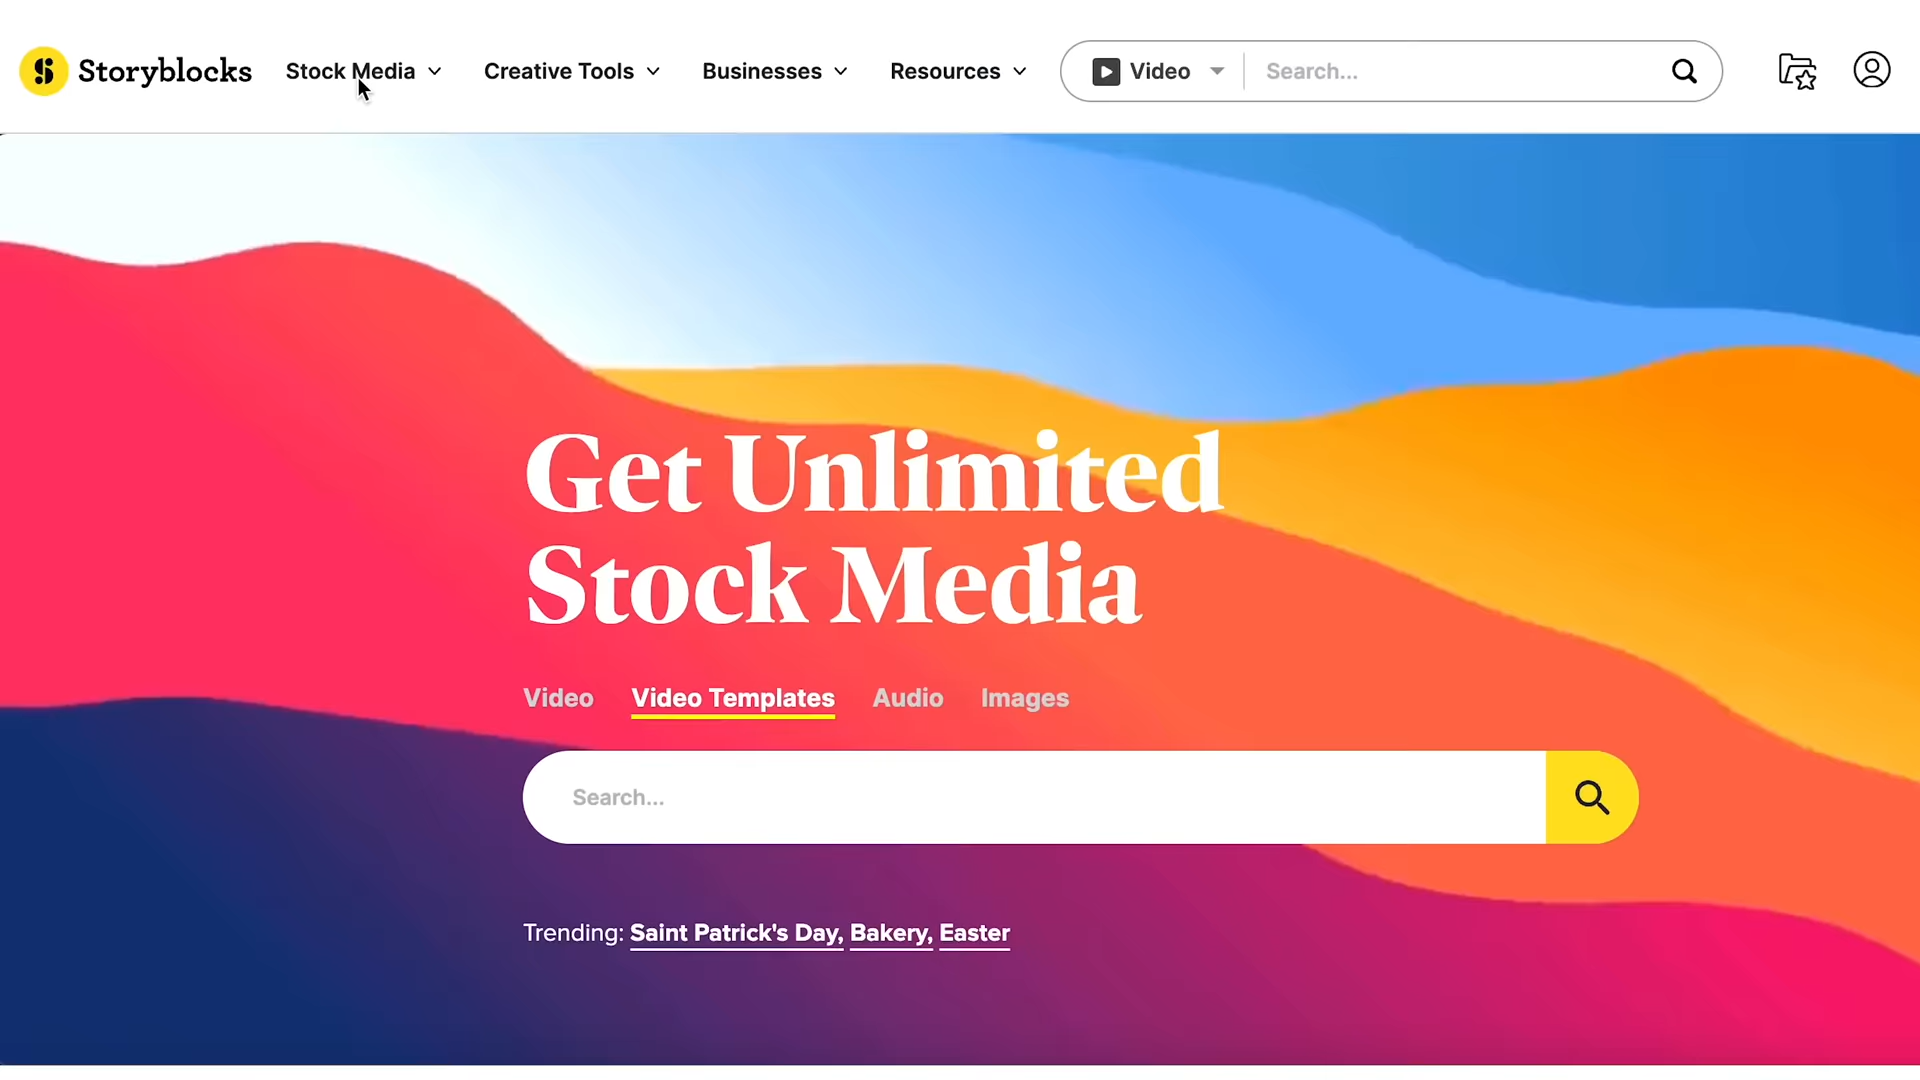 Storyblocks Stock Media Creative Tools Businesses Resources Video Search...
Get Unlimited
Stock Media
Video Video Templates Audio Images
Search...
Trending: Saint Patrick's Day, Bakery, Easter